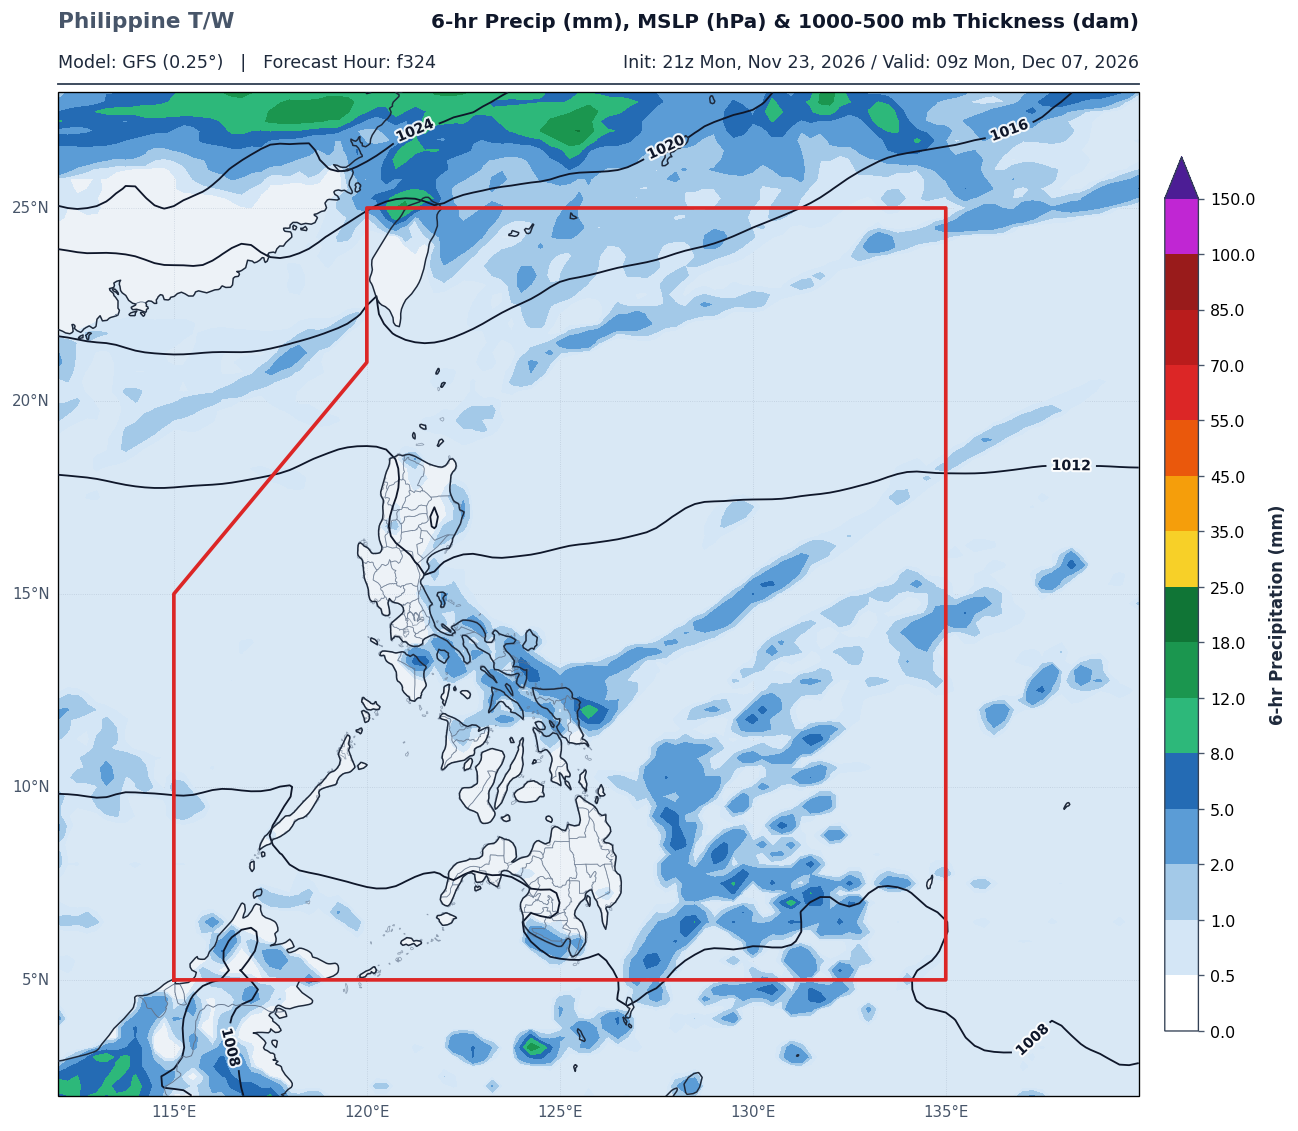 Philippine T/W
6-hr Precip (mm), MSLP (hPa) & 1000-500 mb Thickness (dam)
Model: GFS (0.25°) | Forecast Hour: f324
Init: 21z Mon, Nov 23, 2026 / Valid: 09z Mon, Dec 07, 2026
1024
1020
1016
1012
1008
1008
25°N
20°N
15°N
10°N
5°N
115°E
120°E
125°E
130°E
135°E
150.0
100.0
85.0
70.0
55.0
45.0
35.0
25.0
18.0
12.0
8.0
5.0
2.0
1.0
0.5
0.0
6-hr Precipitation (mm)